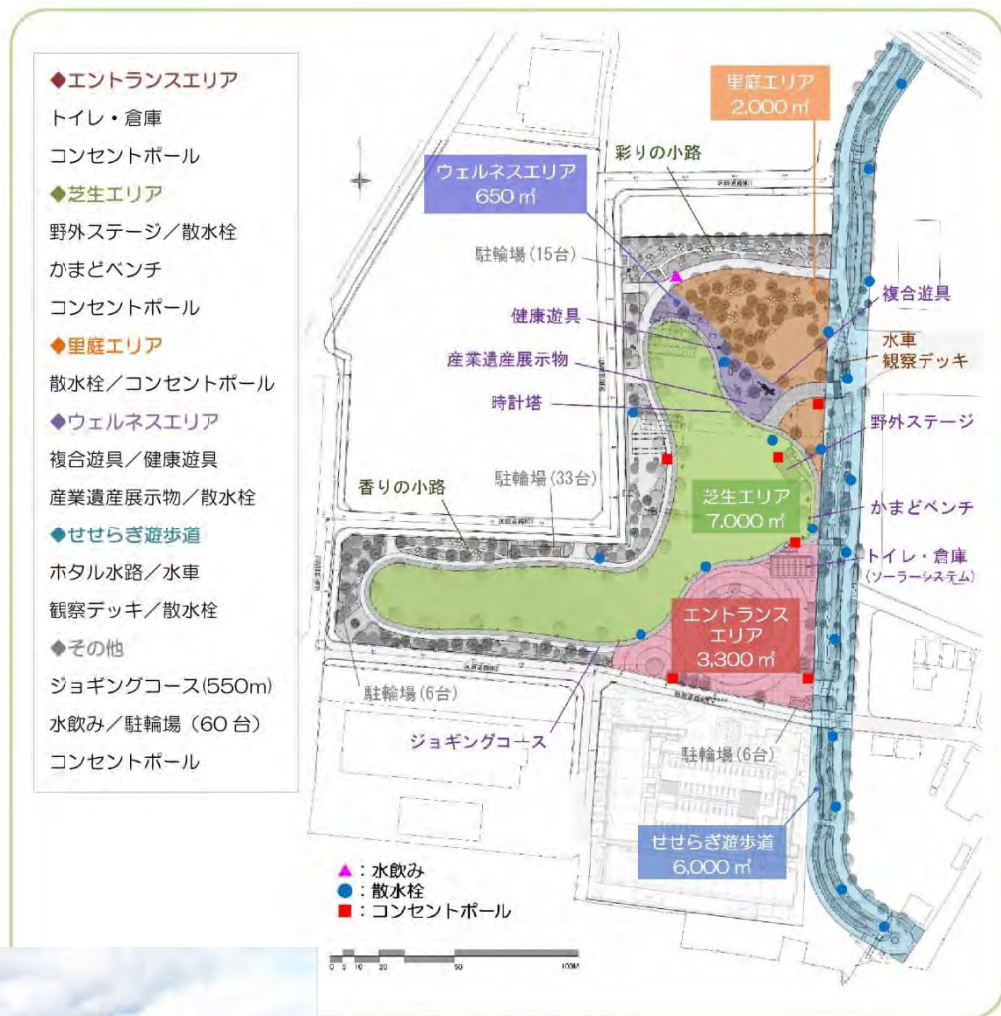 ◆エントランスエリア
トイレ・倉庫
コンセントポール
◆芝生エリア
野外ステージ／散水栓
かまどベンチ
コンセントポール
◆里庭エリア
散水栓／コンセントポール
◆ウェルネスエリア
複合遊具／健康遊具
産業遺産展示物／散水栓
◆せせらぎ遊歩道
ホタル水路／水車
観察デッキ／散水栓
◆その他
ジョギングコース(550m)
水飲み／駐輪場（60 台）
コンセントポール
里庭エリア
2,000 ㎡
彩りの小路
ウェルネスエリア
650 ㎡
駐輪場(15台)
複合遊具
健康遊具
水車
観察デッキ
産業遺産展示物
時計塔
野外ステージ
駐輪場(33台)
香りの小路
芝生エリア
7,000 ㎡
かまどベンチ
トイレ・倉庫
(ソーラーシステム)
エントランス
エリア
3,300 ㎡
駐輪場(6台)
ジョギングコース
駐輪場(6台)
せせらぎ遊歩道
6,000 ㎡
▲：水飲み
●：散水栓
■：コンセントポール
0 5 10 20 50 100M